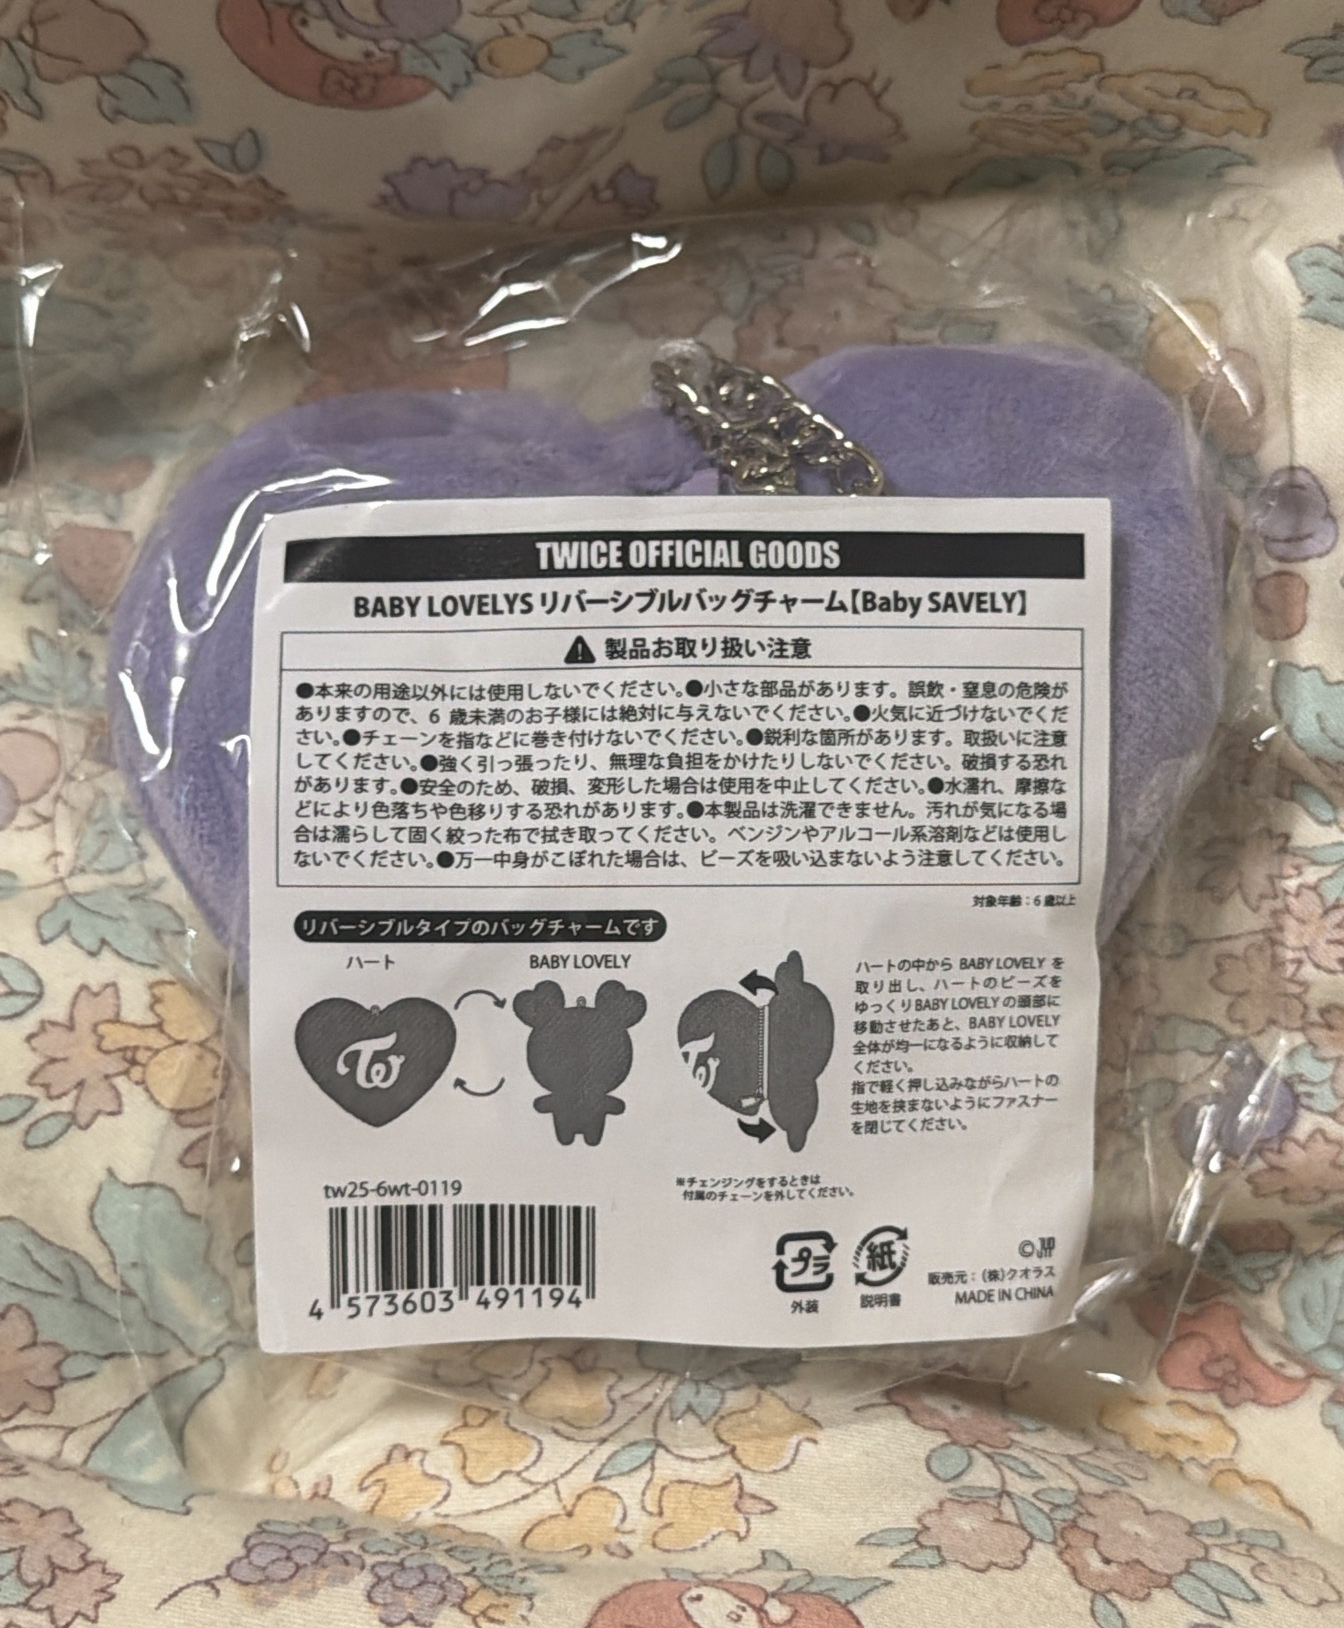 TWICE OFFICIAL GOODS
BABY LOVELYS リバーシブルバッグチャーム【Baby SAVELY】
製品お取り扱い注意
●本来の用途以外には使用しないでください。●小さな部品があります。誤飲・窒息の危険が
ありますので、6 歳未満のお子様には絶対に与えないでください。●火気に近づけないでくだ
さい。●チェーンを指などに巻き付けないでください。●鋭利な箇所があります。取扱いに注意
してください。●強く引っ張ったり、無理な負担をかけたりしないでください。破損する恐れ
があります。●安全のため、破損、変形した場合は使用を中止してください。●水濡れ、摩擦な
どにより色落ちや色移りする恐れがあります。●本製品は洗濯できません。汚れが気になる場
合は濡らして固く絞った布で拭き取ってください。ベンジンやアルコール系溶剤などは使用し
ないでください。●万一中身がこぼれた場合は、ビーズを吸い込まないよう注意してください。
対象年齢：6 歳以上
リバーシブルタイプのバッグチャームです
ハート
BABY LOVELY
ハートの中から BABY LOVELY を
取り出し、ハートのビーズを
ゆっくりBABY LOVELY の頭部に
移動させたあと、BABY LOVELY
全体が均一になるように収納して
ください。
指で軽く押し込みながらハートの
生地を挟まないようにファスナー
を閉じてください。
※チェンジングをするときは
付属のチェーンを外してください。
tw25-6wt-0119
4 573603 491194
プラ
外装
紙
説明書
©
販売元：(株)クオラス
MADE IN CHINA